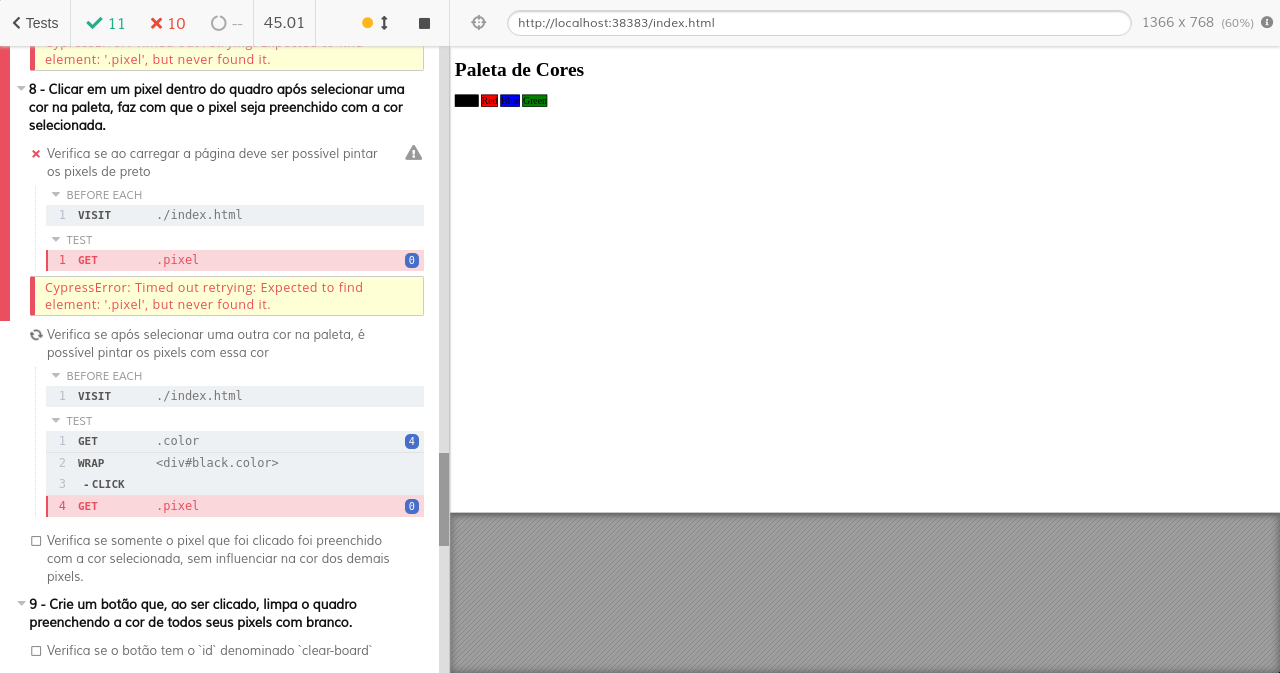 Tests 11 10 -- 45.01
http://localhost:38383/index.html 1366 x 768 (60%)
CypressError: Timed out retrying: Expected to find
element: '.pixel', but never found it.
8 - Clicar em um pixel dentro do quadro após selecionar uma
cor na paleta, faz com que o pixel seja preenchido com a cor
selecionada.
Verifica se ao carregar a página deve ser possível pintar
os pixels de preto
BEFORE EACH
1 VISIT ./index.html
TEST
1 GET .pixel 0
CypressError: Timed out retrying: Expected to find
element: '.pixel', but never found it.
Verifica se após selecionar uma outra cor na paleta, é
possível pintar os pixels com essa cor
BEFORE EACH
1 VISIT ./index.html
TEST
1 GET .color 4
2 WRAP <div#black.color>
3 -CLICK
4 GET .pixel 0
Verifica se somente o pixel que foi clicado foi preenchido
com a cor selecionada, sem influenciar na cor dos demais
pixels.
9 - Crie um botão que, ao ser clicado, limpa o quadro
preenchendo a cor de todos seus pixels com branco.
Verifica se o botão tem o `id` denominado `clear-board`
Paleta de Cores
Red Blue Green